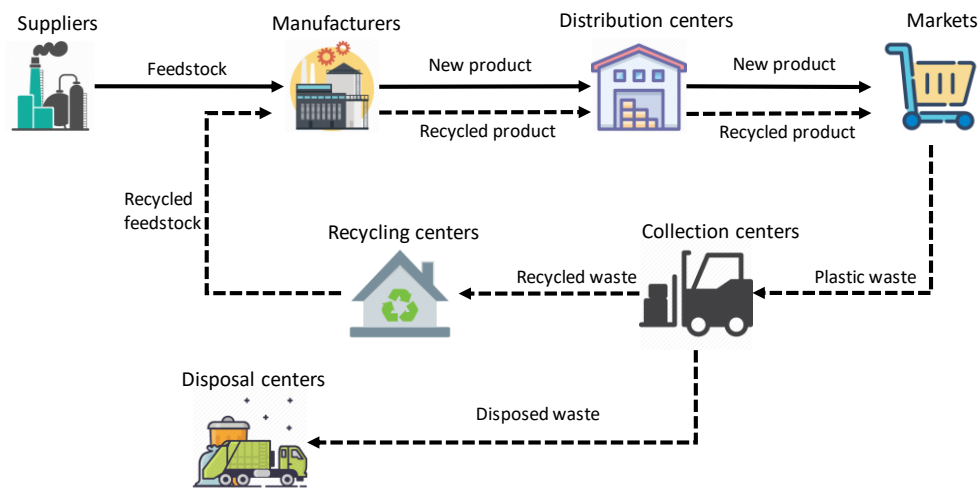 Suppliers
Manufacturers
Distribution centers
Markets
Feedstock
New product
New product
Recycled product
Recycled product
Recycled
feedstock
Recycling centers
Collection centers
Recycled waste
Plastic waste
Disposal centers
Disposed waste